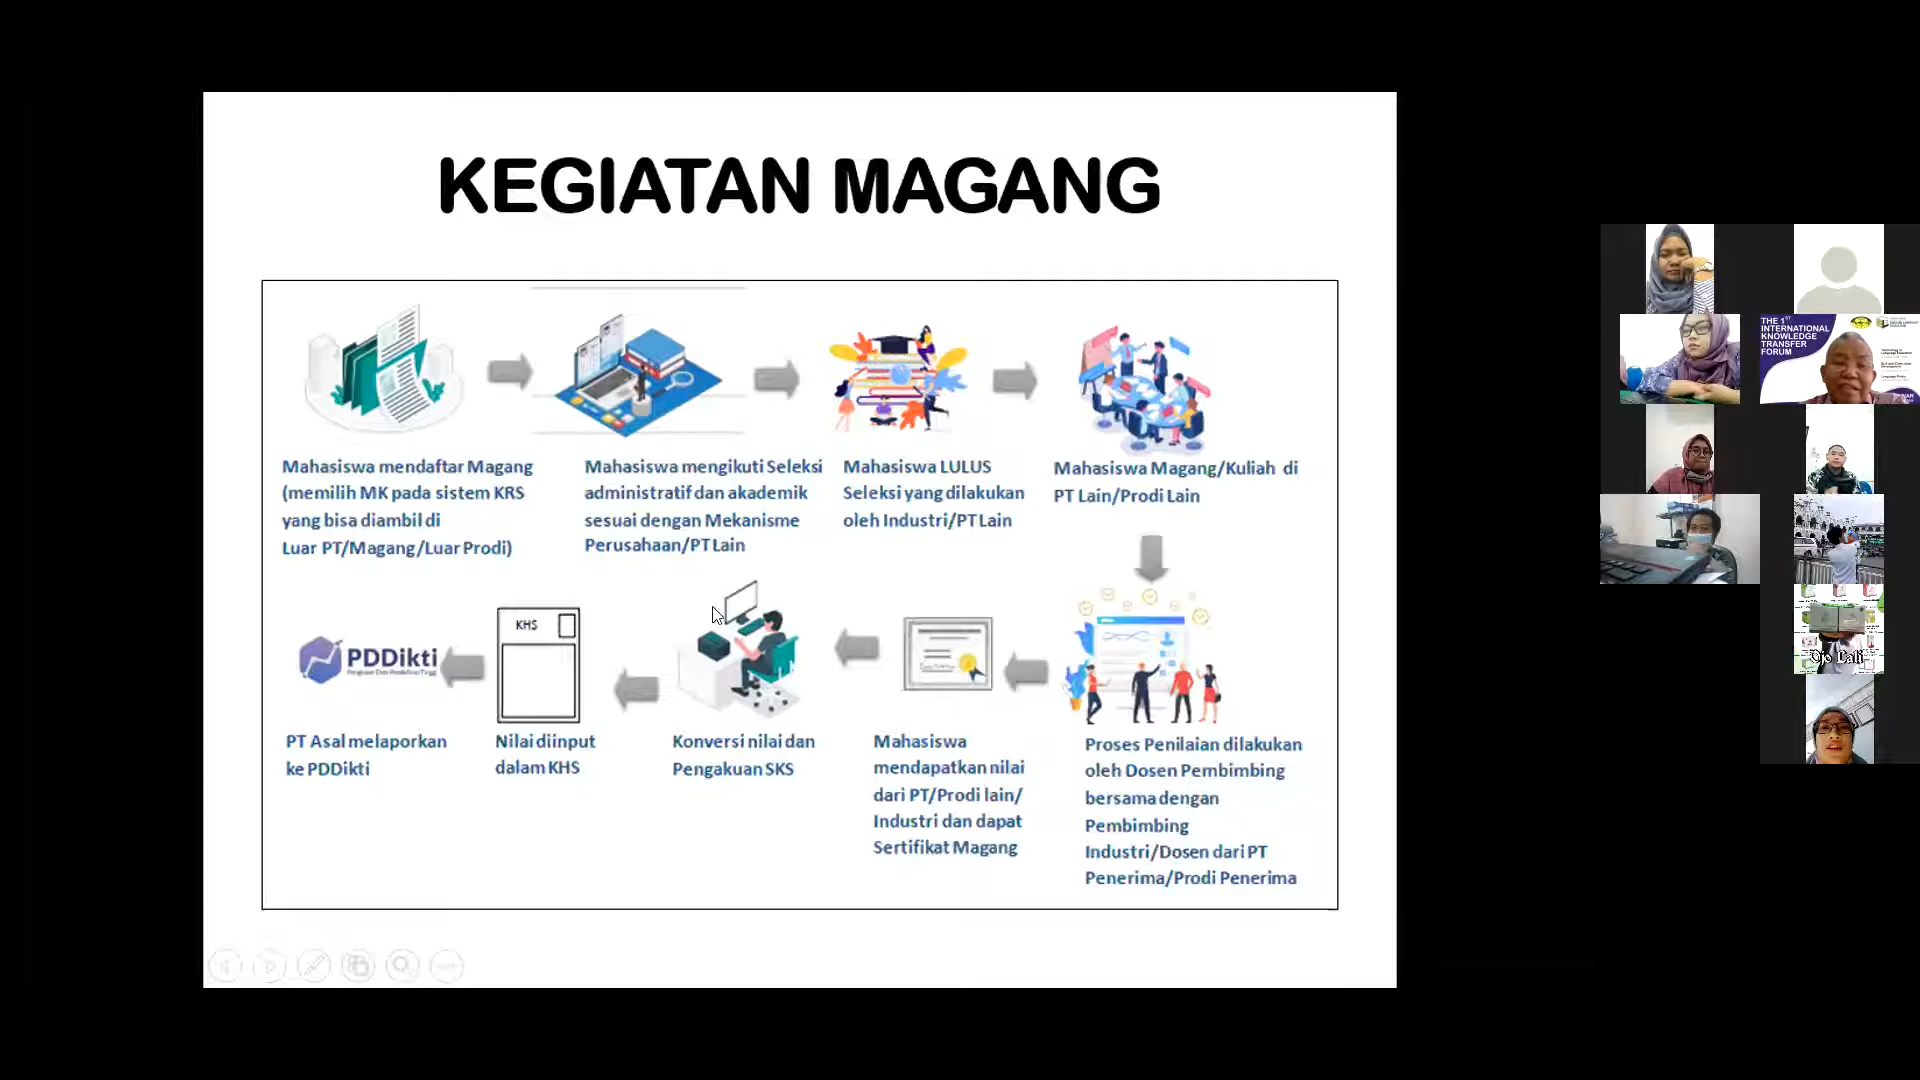 KEGIATAN MAGANG
Mahasiswa mendaftar Magang
(memilih MK pada sistem KRS
yang bisa diambil di
Luar PT/Magang/Luar Prodi)
Mahasiswa mengikuti Seleksi
administratif dan akademik
sesuai dengan Mekanisme
Perusahaan/PT Lain
Mahasiswa LULUS
Seleksi yang dilakukan
oleh Industri/PT Lain
Mahasiswa Magang/Kuliah di
PT Lain/Prodi Lain
PDDikti
KHS
PT Asal melaporkan
ke PDDikti
Nilai diinput
dalam KHS
Konversi nilai dan
Pengakuan SKS
Mahasiswa
mendapatkan nilai
dari PT/Prodi lain/
Industri dan dapat
Sertifikat Magang
Proses Penilaian dilakukan
oleh Dosen Pembimbing
bersama dengan
Pembimbing
Industri/Dosen dari PT
Penerima/Prodi Penerima
THE 1ST
INTERNATIONAL
KNOWLEDGE
TRANSFER
FORUM
Ojo Lali